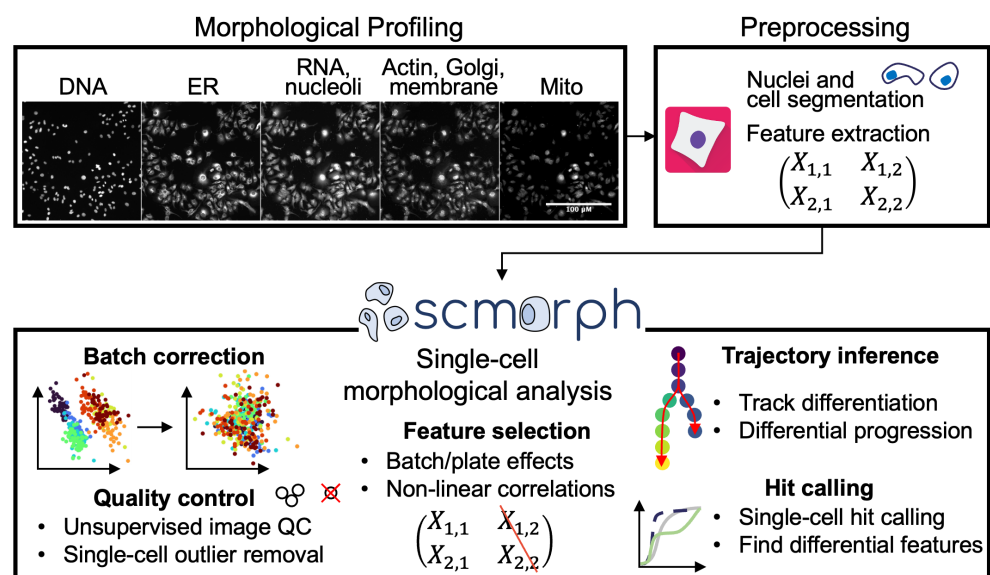 Morphological Profiling
Preprocessing
DNA
ER
RNA,
nucleoli
Actin, Golgi,
membrane
Mito
100 µM
Nuclei and
cell segmentation
Feature extraction
X1,1 X1,2
X2,1 X2,2
scmorph
Single-cell
morphological analysis
Batch correction
Quality control
• Unsupervised image QC
• Single-cell outlier removal
Feature selection
• Batch/plate effects
• Non-linear correlations
X1,1 X1,2
X2,1 X2,2
Trajectory inference
• Track differentiation
• Differential progression
Hit calling
• Single-cell hit calling
• Find differential features